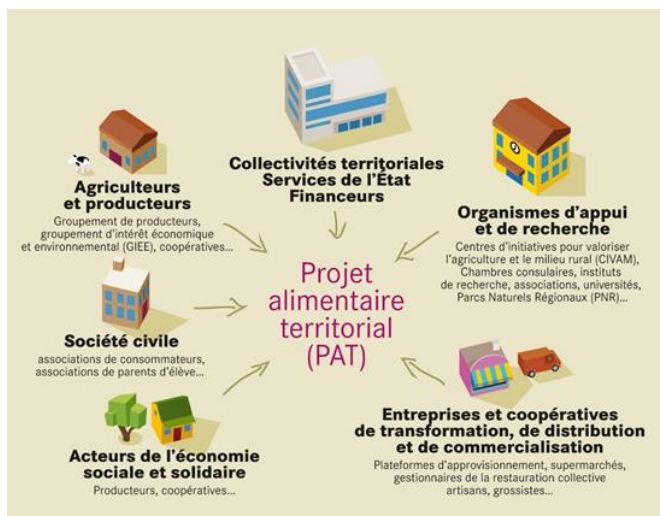 Collectivités territoriales
Services de l'État
Financeurs
Agriculteurs
et producteurs
Groupement de producteurs,
groupement d'intérêt économique
et environnemental (GIEE), coopératives...
Organismes d'appui
et de recherche
Centres d'initiatives pour valoriser
l'agriculture et le milieu rural (CIVAM),
Chambres consulaires, instituts
de recherche, associations, universités,
Parcs Naturels Régionaux (PNR)...
Projet
alimentaire
territorial
(PAT)
Société civile
associations de consommateurs,
associations de parents d'élève...
Acteurs de l'économie
sociale et solidaire
Producteurs, coopératives...
Entreprises et coopératives
de transformation, de distribution
et de commercialisation
Plateformes d'approvisionnement, supermarchés,
gestionnaires de la restauration collective
artisans, grossistes...